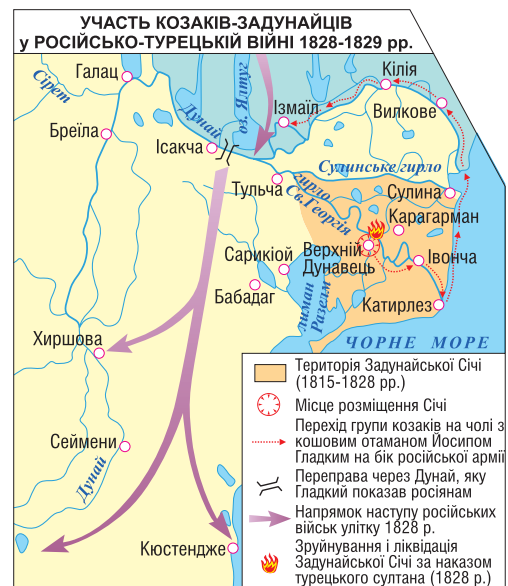 УЧАСТЬ КОЗАКІВ-ЗАДУНАЙЦІВ
у РОСІЙСЬКО-ТУРЕЦЬКІЙ ВІЙНІ 1828-1829 рр.
Галац
Кілія
Сірет
Дунай
оз. Ялтуг
Ізмаїл
Вилкове
Бреїла
Ісакча
Сулинське гирло
Тульча
гирло
Св.Георгія
Сулина
Карагарман
Сарикіой
Верхній
Дунавець
Івонча
Бабадаг
лиман
Разелм
Катирлез
Хиршова
ЧОРНЕ МОРЕ
Сеймени
Дунай
Кюстендже
Територія Задунайської Січі
(1815-1828 рр.)
Місце розміщення Січі
Перехід групи козаків на чолі з
кошовим отаманом Йосипом
Гладким на бік російської армії
Переправа через Дунай, яку
Гладкий показав росіянам
Напрямок наступу російських
військ улітку 1828 р.
Зруйнування і ліквідація
Задунайської Січі за наказом
турецького султана (1828 р.)